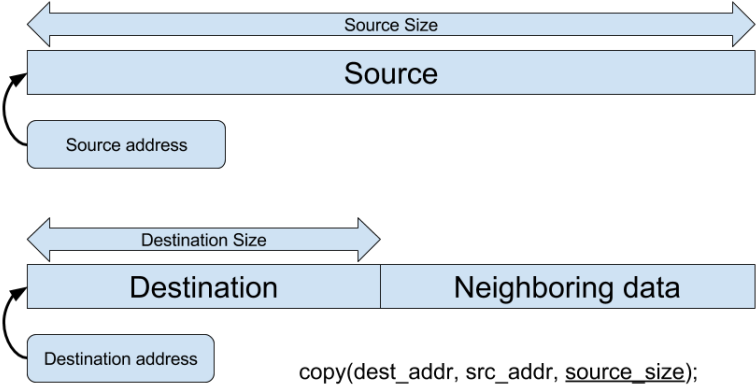 Source Size
Source
Source address
Destination Size
Destination
Neighboring data
Destination address
copy(dest_addr, src_addr, source_size);